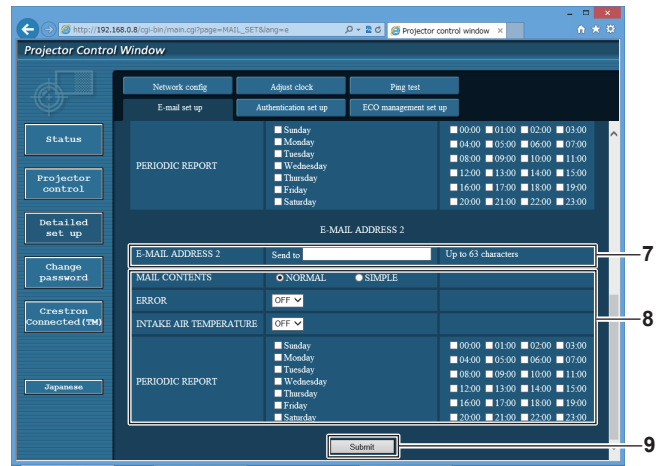 http://192.168.0.8/cgi-bin/main.cgi?page=MAIL_SET&lang=e
Projector control window
Projector Control Window
Network config Adjust clock Ping test
E-mail set up Authentication set up ECO management set up
Status
Projector
control
Detailed
set up
Change
password
Crestron
Connected(TM)
Japanese
PERIODIC REPORT
Sunday
Monday
Tuesday
Wednesday
Thursday
Friday
Saturday
00:00 01:00 02:00 03:00
04:00 05:00 06:00 07:00
08:00 09:00 10:00 11:00
12:00 13:00 14:00 15:00
16:00 17:00 18:00 19:00
20:00 21:00 22:00 23:00
E-MAIL ADDRESS 2
E-MAIL ADDRESS 2 Send to Up to 63 characters
7
MAIL CONTENTS NORMAL SIMPLE
ERROR OFF
8
INTAKE AIR TEMPERATURE OFF
PERIODIC REPORT
Sunday
Monday
Tuesday
Wednesday
Thursday
Friday
Saturday
00:00 01:00 02:00 03:00
04:00 05:00 06:00 07:00
08:00 09:00 10:00 11:00
12:00 13:00 14:00 15:00
16:00 17:00 18:00 19:00
20:00 21:00 22:00 23:00
Submit
9